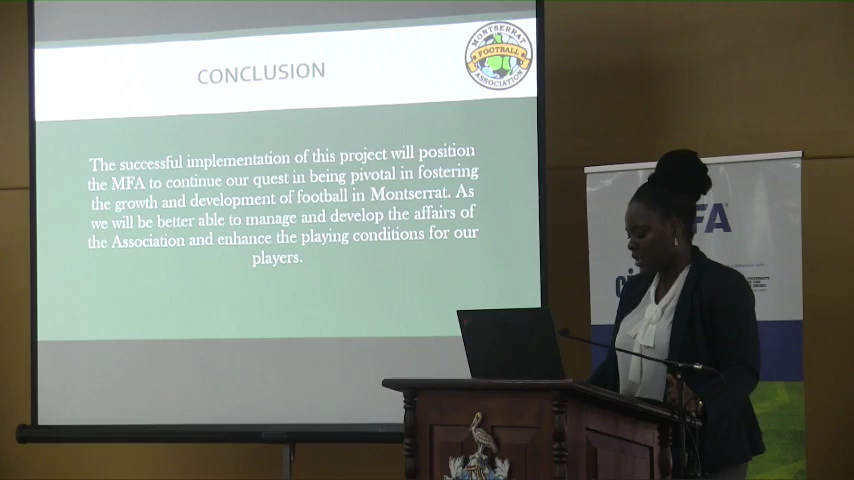 CONCLUSION
MONTSERRAT
FOOTBALL
ASSOCIATION
The successful implementation of this project will position
the MFA to continue our quest in being pivotal in fostering
the growth and development of football in Montserrat. As
we will be better able to manage and develop the affairs of
the Association and enhance the playing conditions for our
players.
FA